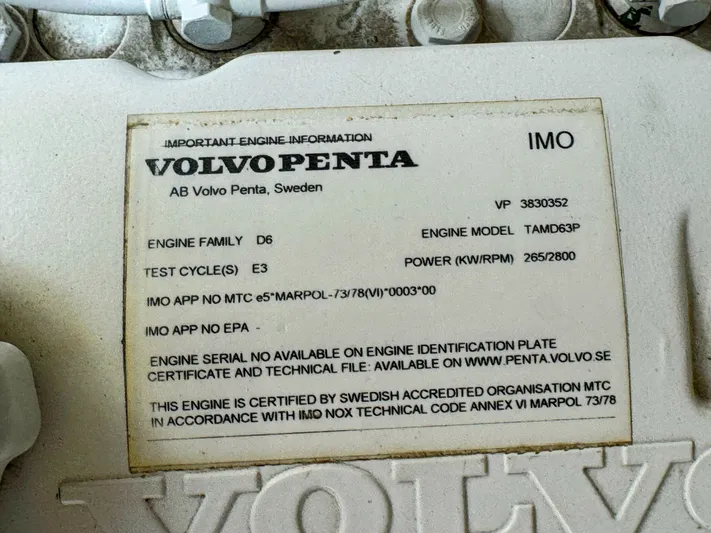 IMPORTANT ENGINE INFORMATION
IMO
VOLVO PENTA
AB Volvo Penta, Sweden
VP 3830352
ENGINE FAMILY D6
ENGINE MODEL TAMD63P
TEST CYCLE(S) E3
POWER (KW/RPM) 265/2800
IMO APP NO MTC e5*MARPOL-73/78(VI)*0003*00
IMO APP NO EPA -
ENGINE SERIAL NO AVAILABLE ON ENGINE IDENTIFICATION PLATE
CERTIFICATE AND TECHNICAL FILE: AVAILABLE ON WWW.PENTA.VOLVO.SE
THIS ENGINE IS CERTIFIED BY SWEDISH ACCREDITED ORGANISATION MTC
IN ACCORDANCE WITH IMO NOX TECHNICAL CODE ANNEX VI MARPOL 73/78
VOLVO